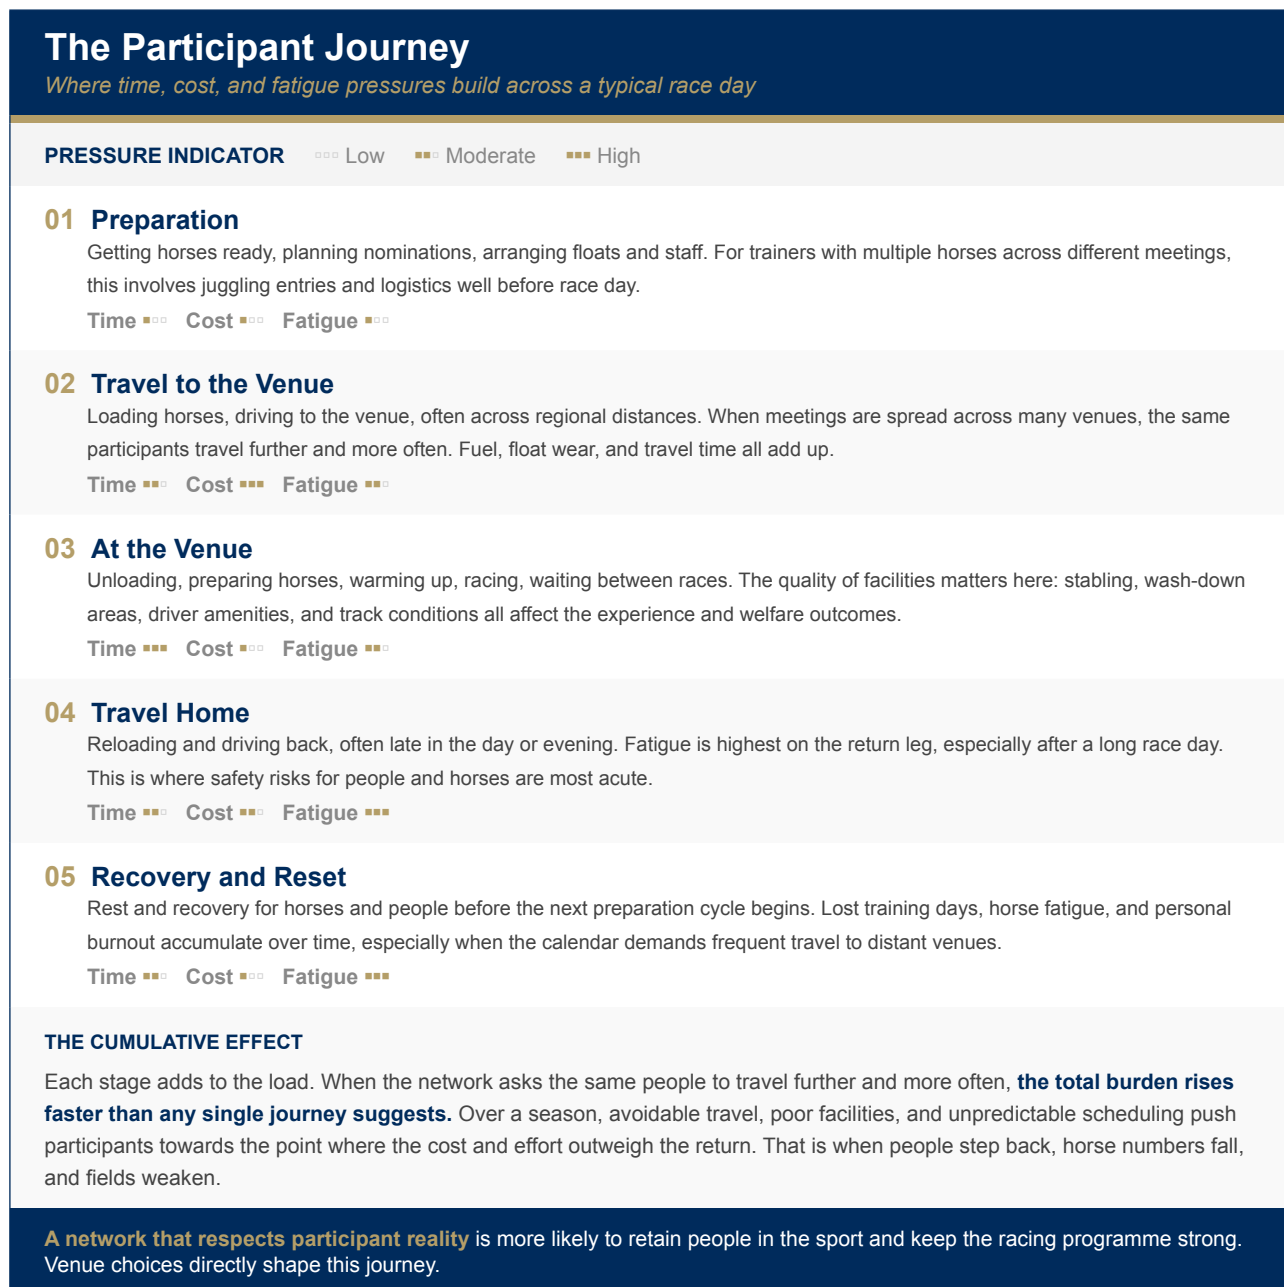 The Participant Journey
Where time, cost, and fatigue pressures build across a typical race day
PRESSURE INDICATOR ▫▫▫ Low ▪▪▫ Moderate ▪▪▪ High
01 Preparation
Getting horses ready, planning nominations, arranging floats and staff. For trainers with multiple horses across different meetings,
this involves juggling entries and logistics well before race day.
Time ▪▫▫ Cost ▪▫▫ Fatigue ▪▫▫
02 Travel to the Venue
Loading horses, driving to the venue, often across regional distances. When meetings are spread across many venues, the same
participants travel further and more often. Fuel, float wear, and travel time all add up.
Time ▪▪▫ Cost ▪▪▪ Fatigue ▪▪▫
03 At the Venue
Unloading, preparing horses, warming up, racing, waiting between races. The quality of facilities matters here: stabling, wash-down
areas, driver amenities, and track conditions all affect the experience and welfare outcomes.
Time ▪▪▪ Cost ▪▫▫ Fatigue ▪▪▫
04 Travel Home
Reloading and driving back, often late in the day or evening. Fatigue is highest on the return leg, especially after a long race day.
This is where safety risks for people and horses are most acute.
Time ▪▪▫ Cost ▪▪▫ Fatigue ▪▪▪
05 Recovery and Reset
Rest and recovery for horses and people before the next preparation cycle begins. Lost training days, horse fatigue, and personal
burnout accumulate over time, especially when the calendar demands frequent travel to distant venues.
Time ▪▪▫ Cost ▪▫▫ Fatigue ▪▪▪
THE CUMULATIVE EFFECT
Each stage adds to the load. When the network asks the same people to travel further and more often, the total burden rises
faster than any single journey suggests. Over a season, avoidable travel, poor facilities, and unpredictable scheduling push
participants towards the point where the cost and effort outweigh the return. That is when people step back, horse numbers fall,
and fields weaken.
A network that respects participant reality is more likely to retain people in the sport and keep the racing programme strong.
Venue choices directly shape this journey.